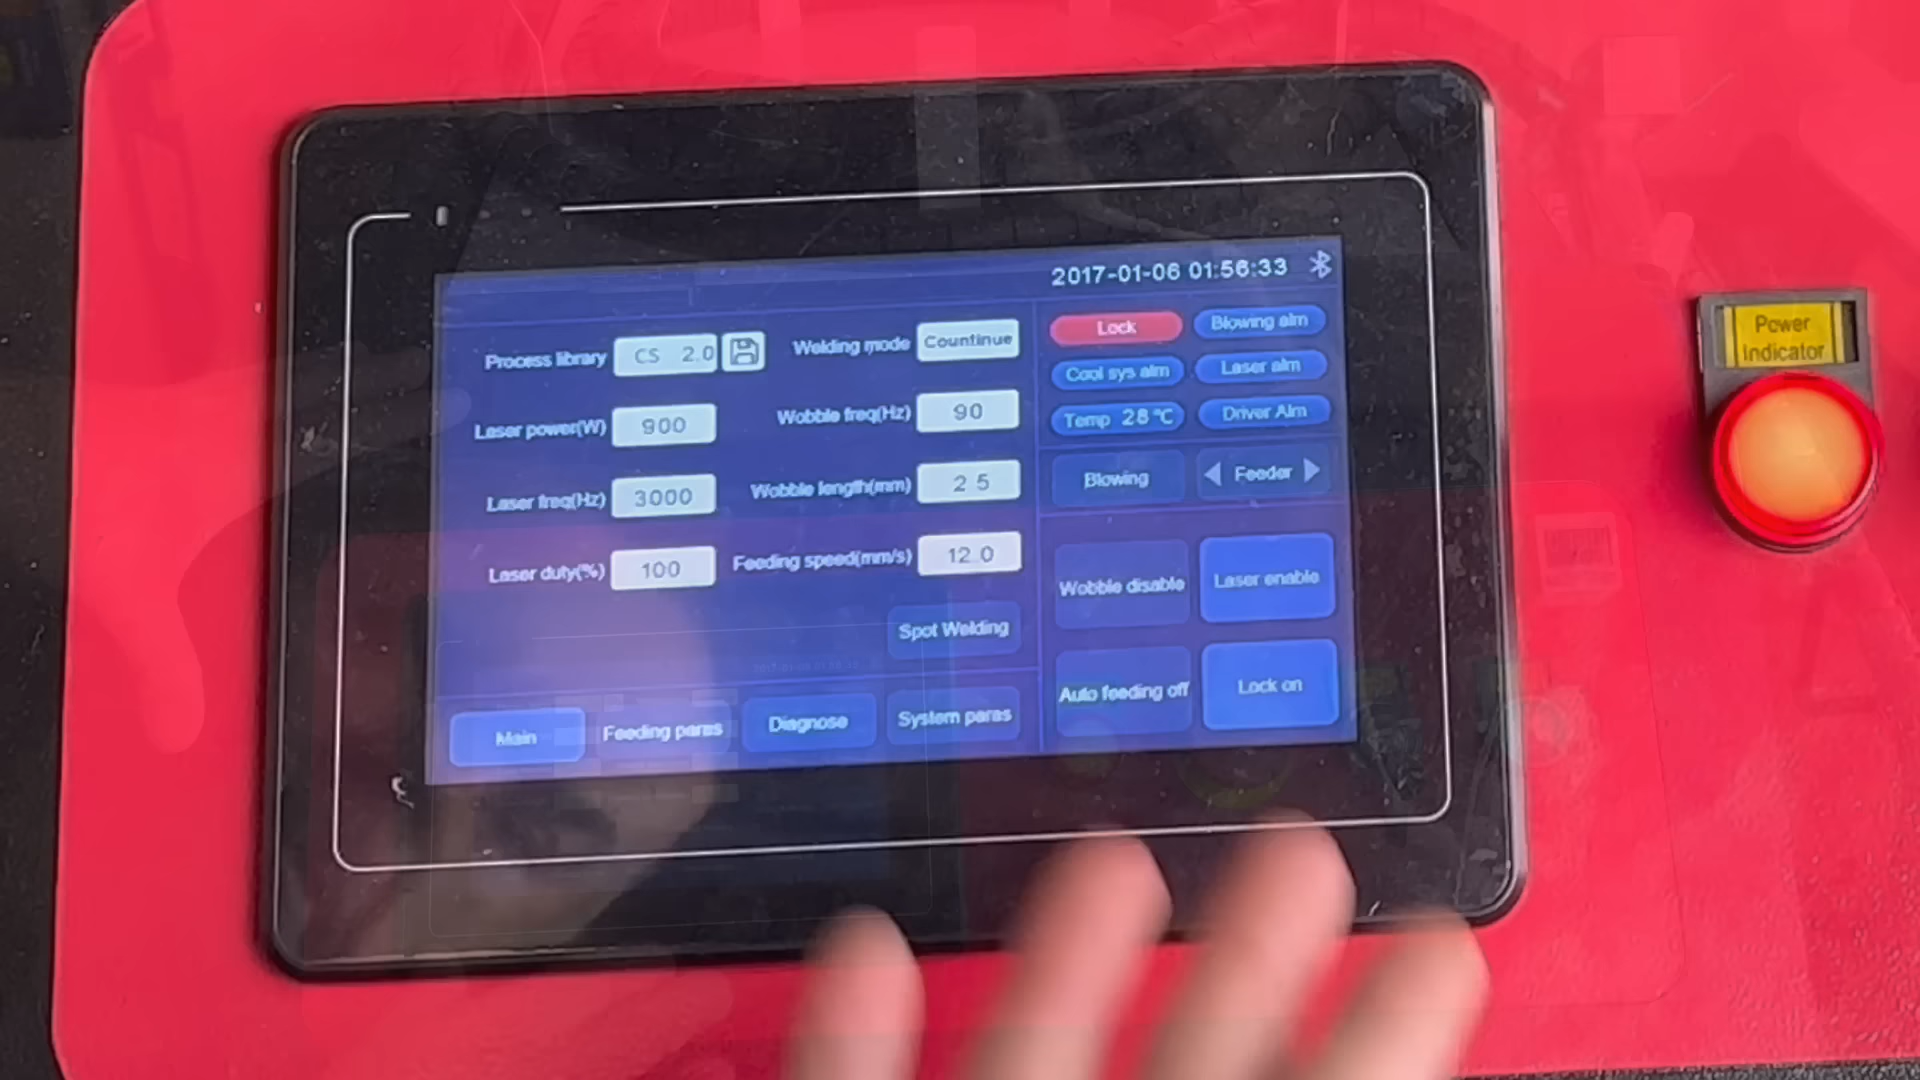 2017-01-06 01:56:33
Process library CS 2.0
Welding mode Countinue
Laser power(W) 900
Wobble freq(Hz) 90
Laser freq(Hz) 3000
Wobble length(mm) 2 5
Laser duty(%) 100
Feeding speed(mm/s) 12.0
Spot Welding
Main Feeding paras Diagnose System paras
Lock Blowing alm
Cool sys alm Laser alm
Temp 28℃ Driver Alm
Blowing Feeder
Wobble disable Laser enable
Auto feeding off Lock on
Power
Indicator